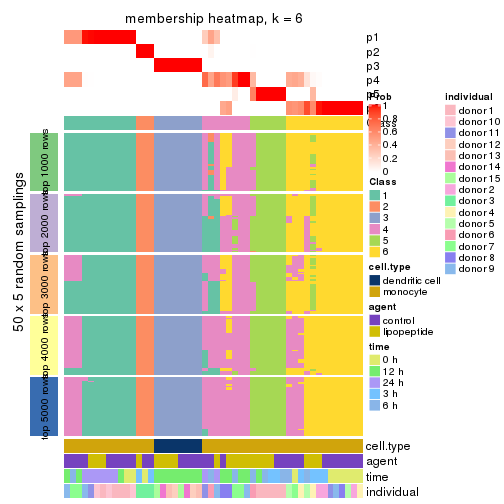 membership heatmap, k = 6
p1
p2
p3
p4
p5
Prob
1
0.8
0.6
0.4
0.2
0
Class
1
2
3
4
5
6
cell.type
dendritic cell
monocyte
agent
control
lipopeptide
time
0 h
12 h
24 h
3 h
6 h
individual
donor 1
donor 10
donor 11
donor 12
donor 13
donor 14
donor 15
donor 2
donor 3
donor 4
donor 5
donor 6
donor 7
donor 8
donor 9
50 x 5 random samplings
top 1000 rows
top 2000 rows
top 3000 rows
top 4000 rows
top 5000 rows
cell.type
agent
time
individual